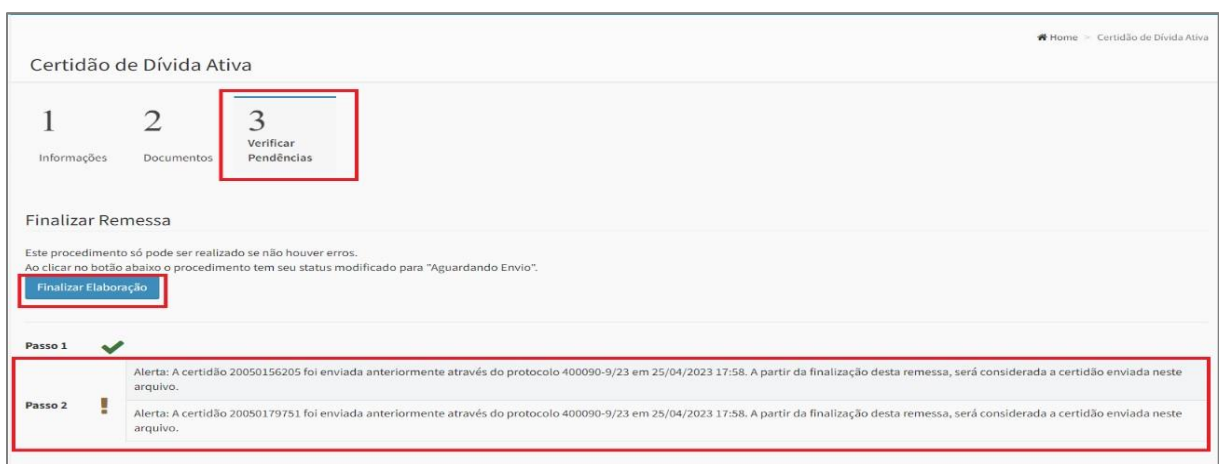 Home > Certidão de Dívida Ativa
Certidão de Dívida Ativa
1
Informações
2
Documentos
3
Verificar
Pendências
Finalizar Remessa
Este procedimento só pode ser realizado se não houver erros.
Ao clicar no botão abaixo o procedimento tem seu status modificado para "Aguardando Envio".
Finalizar Elaboração
Passo 1
Passo 2
Alerta: A certidão 20050156205 foi enviada anteriormente através do protocolo 400090-9/23 em 25/04/2023 17:58. A partir da finalização desta remessa, será considerada a certidão enviada neste
arquivo.
Alerta: A certidão 20050179751 foi enviada anteriormente através do protocolo 400090-9/23 em 25/04/2023 17:58. A partir da finalização desta remessa, será considerada a certidão enviada neste
arquivo.